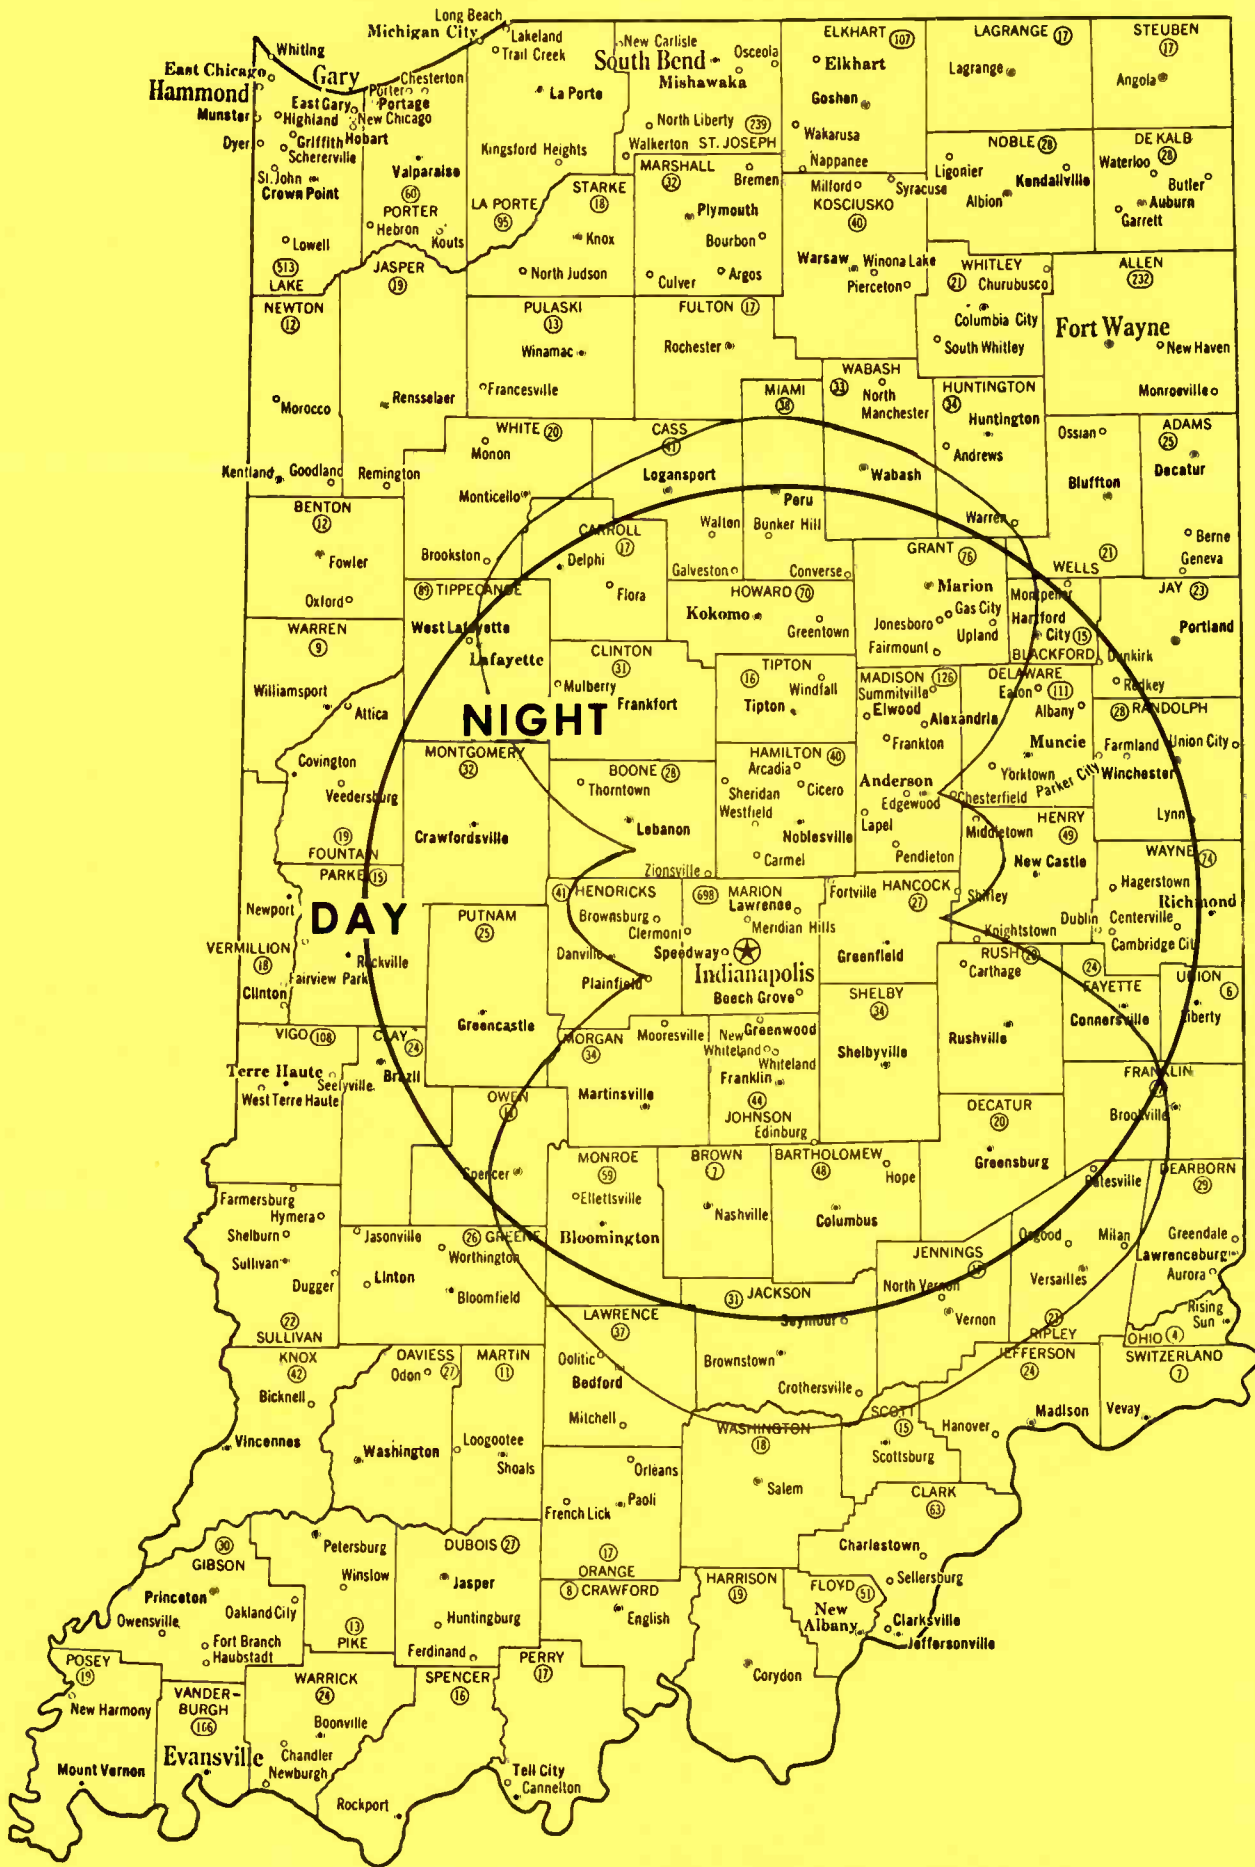 Long Beach
Michigan City
Lakeland
Trail Creek
New Carlisle
South Bend
Osceola
Mishawaka
ELKHART 107
Elkhart
LAGRANGE 17
Lagrange
STEUBEN
17
Angola
Whiting
East Chicago
Gary
Hammond
Chesterton
Porter
Portage
La Porte
Goshen
Munster
East Gary
Highland
New Chicago
Hobart
Dyer
Griffith
Schererville
North Liberty
239
Wakarusa
Walkerton
ST. JOSEPH
Nappanee
NOBLE 28
Ligonier
Kendallville
Albion
DE KALB
28
Waterloo
Butler
Auburn
Garrett
St. John
Crown Point
Valparaiso
60
PORTER
Hebron
Kouts
Kingsford Heights
LA PORTE
95
STARKE
18
Knox
North Judson
MARSHALL
32
Bremen
Plymouth
Bourbon
Culver
Argos
Milford
Syracuse
KOSCIUSKO
40
Warsaw
Winona Lake
Pierceton
WHITLEY
21
Churubusco
Columbia City
South Whitley
ALLEN
232
Fort Wayne
New Haven
Monroeville
Lowell
513
LAKE
JASPER
19
NEWTON
12
PULASKI
13
Winamac
Francesville
FULTON 17
Rochester
Morocco
Rensselaer
MIAMI
38
WABASH
33
North
Manchester
HUNTINGTON
34
Huntington
Andrews
Ossian
ADAMS
25
Decatur
Kentland
Goodland
Remington
WHITE 20
Monon
Monticello
CASS
41
Logansport
Peru
Wabash
Warren
Bluffton
Berne
Geneva
BENTON
12
Fowler
Oxford
Brookston
CARROLL
17
Delphi
Flora
Walton
Bunker Hill
Galveston
Converse
GRANT 76
Marion
Gas City
Jonesboro
Upland
Fairmount
21
WELLS
Montpelier
Hartford
City 15
BLACKFORD
Dunkirk
JAY 23
Portland
Redkey
89 TIPPECANOE
West Lafayette
Lafayette
HOWARD 70
Kokomo
Greentown
WARREN
9
Williamsport
Attica
CLINTON
31
Mulberry
Frankfort
TIPTON
16
Windfall
Tipton
MADISON 126
Summitville
Elwood
Alexandria
Frankton
DELAWARE
Eaton
111
Albany
Muncie
28 RANDOLPH
Farmland
Union City
Parker City
Winchester
Lynn
NIGHT
Covington
Veedersburg
19
FOUNTAIN
MONTGOMERY
32
Crawfordsville
BOONE 28
Thorntown
Lebanon
Zionsville
HAMILTON 40
Arcadia
Sheridan
Cicero
Westfield
Noblesville
Carmel
Anderson
Edgewood
Lapel
Pendleton
Yorktown
Chesterfield
Middletown
HENRY
49
New Castle
WAYNE
74
Hagerstown
Richmond
Dublin
Centerville
Cambridge City
PARKE 15
Newport
DAY
VERMILLION
18
Rockville
Fairview Park
Clinton
PUTNAM
25
Greencastle
41 HENDRICKS
Brownsburg
Clermont
Danville
Plainfield
698
MARION
Lawrence
Meridian Hills
Speedway
Indianapolis
Beech Grove
Fortville
HANCOCK
27
Greenfield
Shirley
Knightstown
RUSH 20
Carthage
Rushville
24
FAYETTE
Connersville
UNION
6
Liberty
VIGO 108
Terre Haute
West Terre Haute
Seelyville
CLAY
24
Brazil
MORGAN
34
Mooresville
Martinsville
New
Whiteland
Greenwood
Whiteland
Franklin
44
JOHNSON
Edinburg
SHELBY
34
Shelbyville
DECATUR
20
Greensburg
FRANKLIN
Brookville
OWEN
Spencer
MONROE
59
Ellettsville
Bloomington
BROWN
7
Nashville
BARTHOLOMEW
48
Hope
Columbus
Batesville
DEARBORN
29
Greendale
Lawrenceburg
Aurora
Farmersburg
Hymera
Shelburn
Sullivan
Dugger
22
SULLIVAN
Jasonville
Linton
26 GREENE
Worthington
Bloomfield
31
JACKSON
Seymour
Brownstown
Crothersville
JENNINGS
North Vernon
Vernon
Osgood
Milan
Versailles
21
RIPLEY
Rising
Sun
OHIO 4
SWITZERLAND
7
Vevay
KNOX
42
Bicknell
Vincennes
DAVIESS
Odon
27
Washington
MARTIN
11
Loogootee
Shoals
LAWRENCE
37
Oolitic
Bedford
Mitchell
WASHINGTON
18
Salem
SCOTT
15
Scottsburg
JEFFERSON
24
Hanover
Madison
Orleans
French Lick
Paoli
17
ORANGE
CLARK
63
Charlestown
Sellersburg
Clarksville
Jeffersonville
30
GIBSON
Princeton
Owensville
Oakland City
Fort Branch
Haubstadt
Petersburg
Winslow
13
PIKE
DUBOIS 27
Jasper
Huntingburg
Ferdinand
8 CRAWFORD
English
HARRISON
19
Corydon
FLOYD
51
New
Albany
POSEY
19
New Harmony
Mount Vernon
VANDER-
BURGH
166
Evansville
WARRICK
24
Boonville
Chandler
Newburgh
SPENCER
16
Rockport
PERRY
17
Tell City
Cannelton